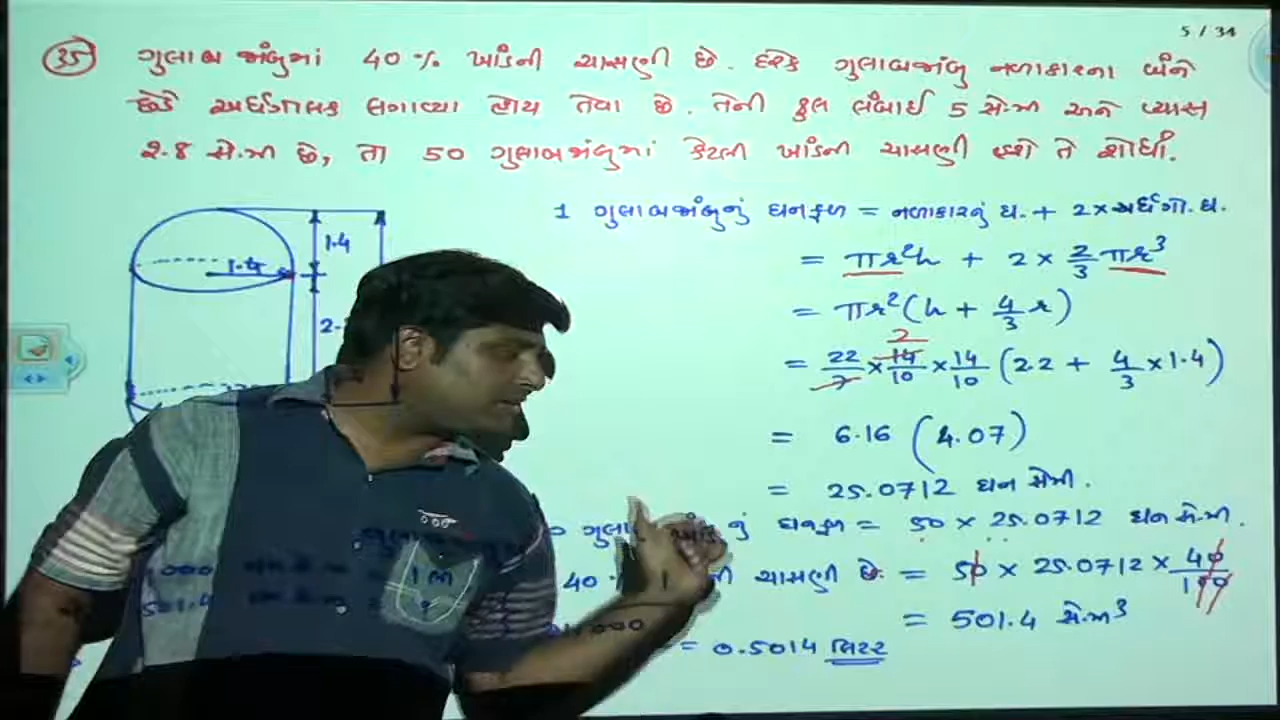 5 / 34
35 ગુલાબજાંબુમાં 40 % ખાંડની ચાસણી છે. દરેક ગુલાબજાંબુ નળાકારના બંને
છેડે અર્ધગોલક લગાવ્યા હોય તેવા છે. તેની કુલ લંબાઈ 5 સે.મી અને વ્યાસ
2.8 સે.મી છે, તો 50 ગુલાબજાંબુમાં કેટલી ખાંડની ચાસણી હશે તે શોધો.
1 ગુલાબજાંબુનું ઘનફળ = નળાકારનું ઘ. + 2 × અર્ધગો. ઘ.
1.4
1.4
= πr²h + 2 × 2/3 πr³
= πr² (h + 4/3 r)
2
= 22/7 × 14/10 × 14/10 (2.2 + 4/3 × 1.4)
2.
= 6.16 (4.07)
= 25.0712 ઘન સેમી.
નું ઘનફળ = 50 × 25.0712 ઘન સે.મી.
40 % ની ચાસણી છે = 50 × 25.0712 × 40/100
= 501.4 સે.મી³
= 0.5014 લિટર